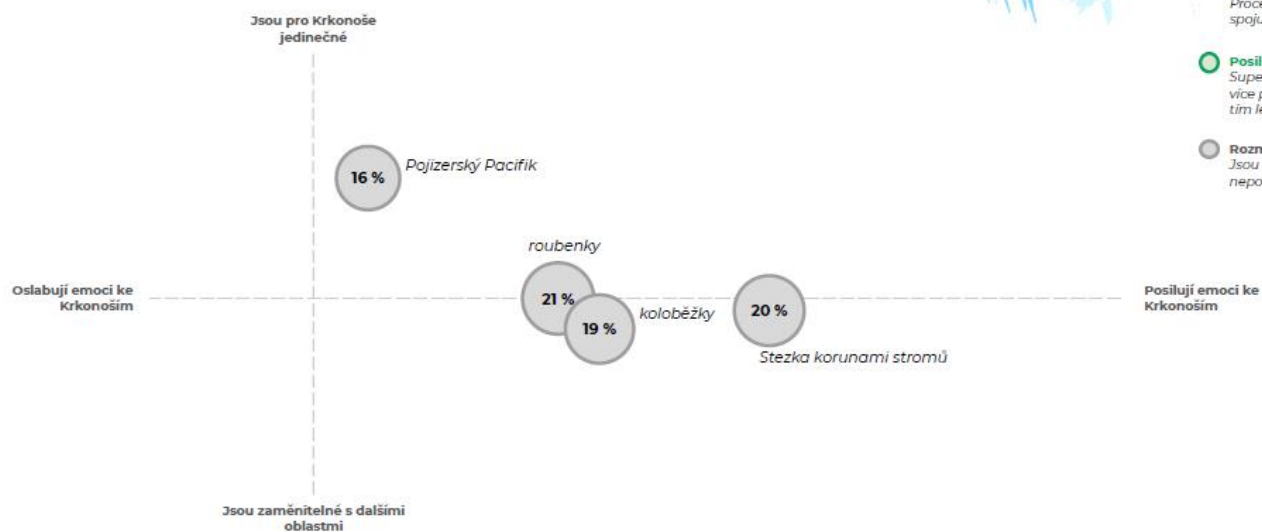 Jsou pro Krkonoše
jedinečné
16 %
Pojizerský Pacifik
roubenky
21 %
19 %
koloběžky
20 %
Stezka korunami stromů
Oslabují emoci ke
Krkonoším
Posilují emoci ke
Krkonoším
Jsou zaměnitelné s dalšími
oblastmi
Jsou